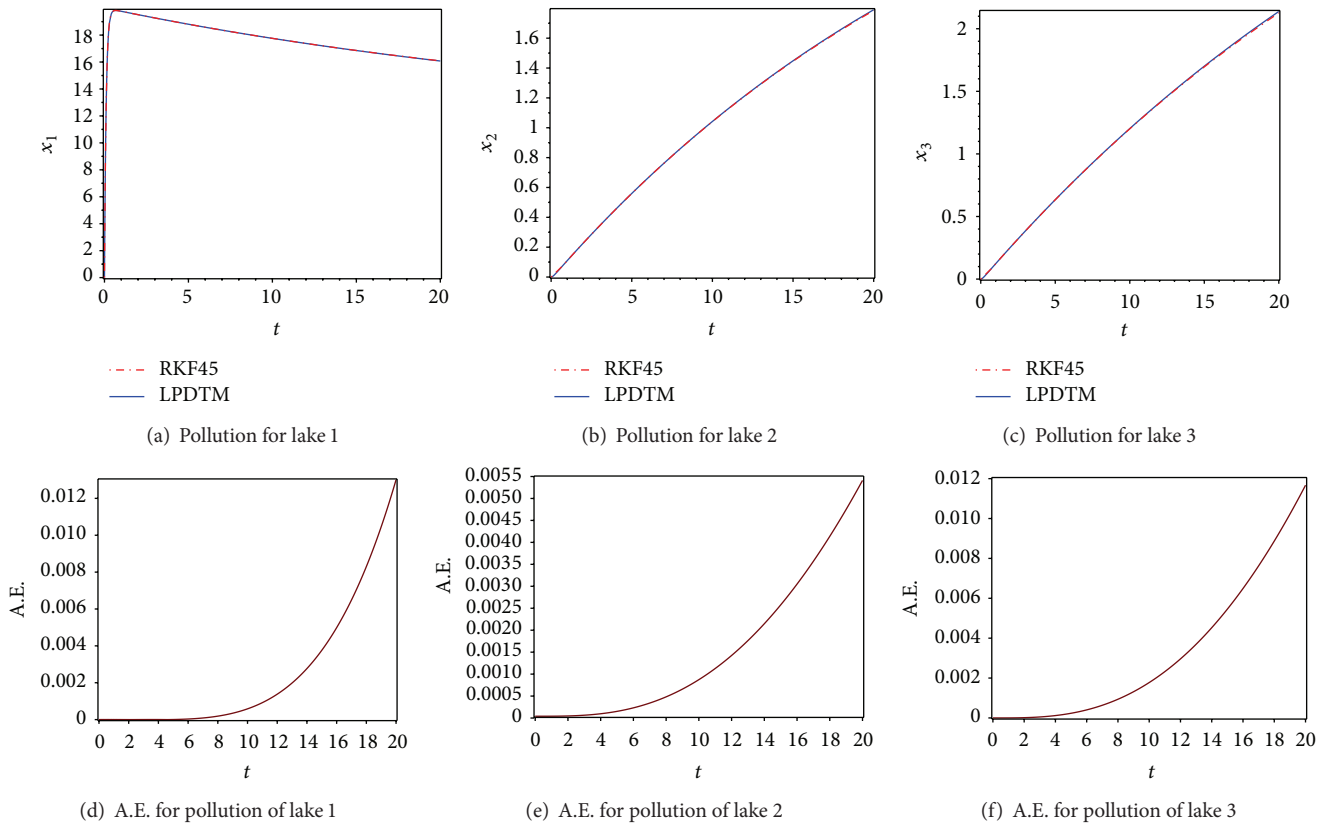 x₁
18
16
14
12
10
8
6
4
2
0
0 5 10 15 20
t
RKF45
LPDTM
(a) Pollution for lake 1
x₂
1.6
1.4
1.2
1
0.8
0.6
0.4
0.2
0
0 5 10 15 20
t
RKF45
LPDTM
(b) Pollution for lake 2
x₃
2
1.5
1
0.5
0
0 5 10 15 20
t
RKF45
LPDTM
(c) Pollution for lake 3
A.E.
0.012
0.010
0.008
0.006
0.004
0.002
0
0 2 4 6 8 10 12 14 16 18 20
t
(d) A.E. for pollution of lake 1
A.E.
0.0055
0.0050
0.0045
0.0040
0.0035
0.0030
0.0025
0.0020
0.0015
0.0010
0.0005
0
0 2 4 6 8 10 12 14 16 18 20
t
(e) A.E. for pollution of lake 2
A.E.
0.012
0.010
0.008
0.006
0.004
0.002
0
0 2 4 6 8 10 12 14 16 18 20
t
(f) A.E. for pollution of lake 3